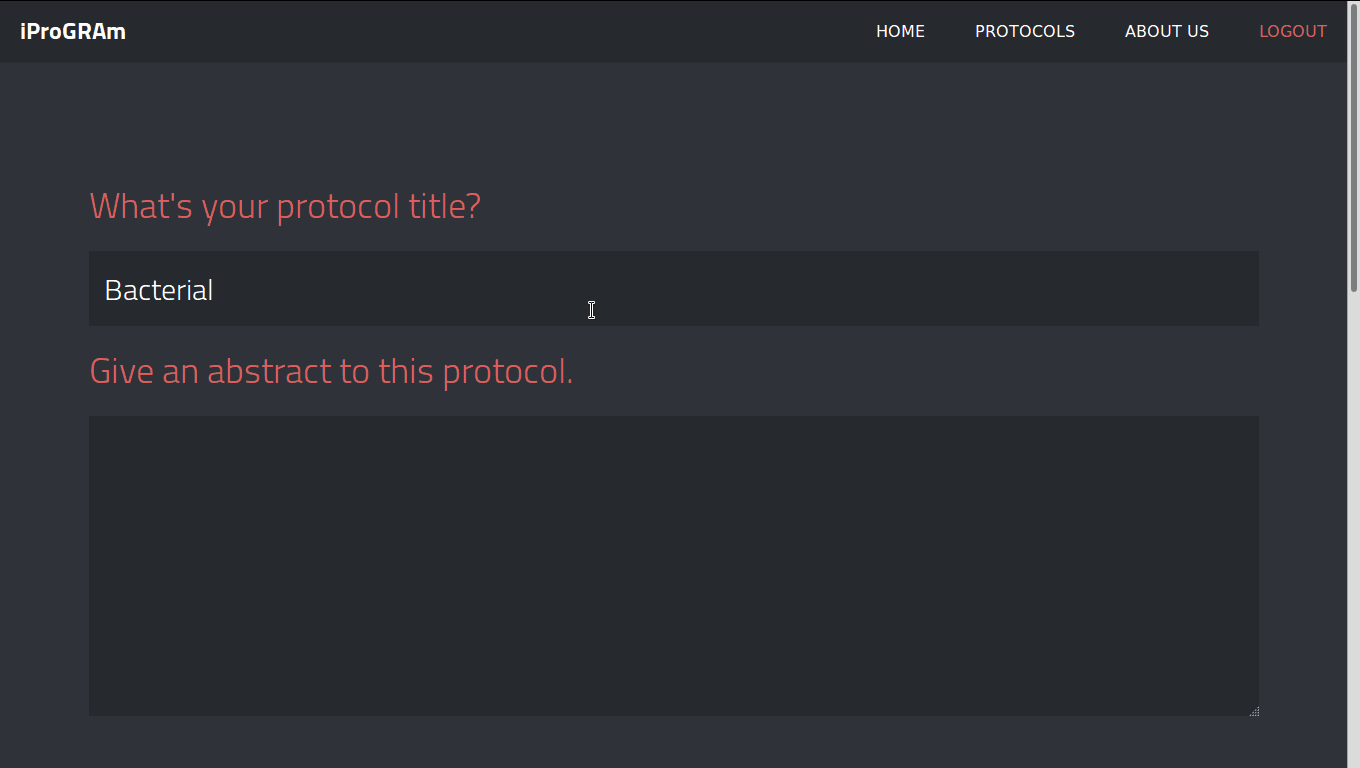 iProGRAm
HOME PROTOCOLS ABOUT US LOGOUT
What's your protocol title?
Bacterial
Give an abstract to this protocol.